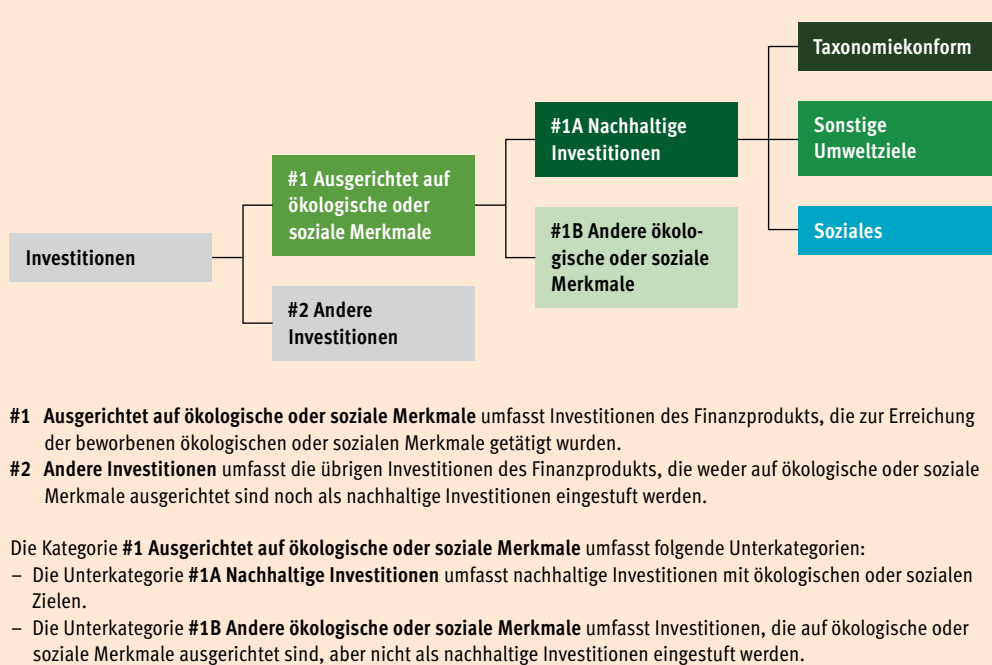 Investitionen
#1 Ausgerichtet auf
ökologische oder
soziale Merkmale
#2 Andere
Investitionen
#1A Nachhaltige
Investitionen
#1B Andere ökolo-
gische oder soziale
Merkmale
Taxonomiekonform
Sonstige
Umweltziele
Soziales
#1 Ausgerichtet auf ökologische oder soziale Merkmale umfasst Investitionen des Finanzprodukts, die zur Erreichung
der beworbenen ökologischen oder sozialen Merkmale getätigt wurden.
#2 Andere Investitionen umfasst die übrigen Investitionen des Finanzprodukts, die weder auf ökologische oder soziale
Merkmale ausgerichtet sind noch als nachhaltige Investitionen eingestuft werden.
Die Kategorie #1 Ausgerichtet auf ökologische oder soziale Merkmale umfasst folgende Unterkategorien:
– Die Unterkategorie #1A Nachhaltige Investitionen umfasst nachhaltige Investitionen mit ökologischen oder sozialen
Zielen.
– Die Unterkategorie #1B Andere ökologische oder soziale Merkmale umfasst Investitionen, die auf ökologische oder
soziale Merkmale ausgerichtet sind, aber nicht als nachhaltige Investitionen eingestuft werden.